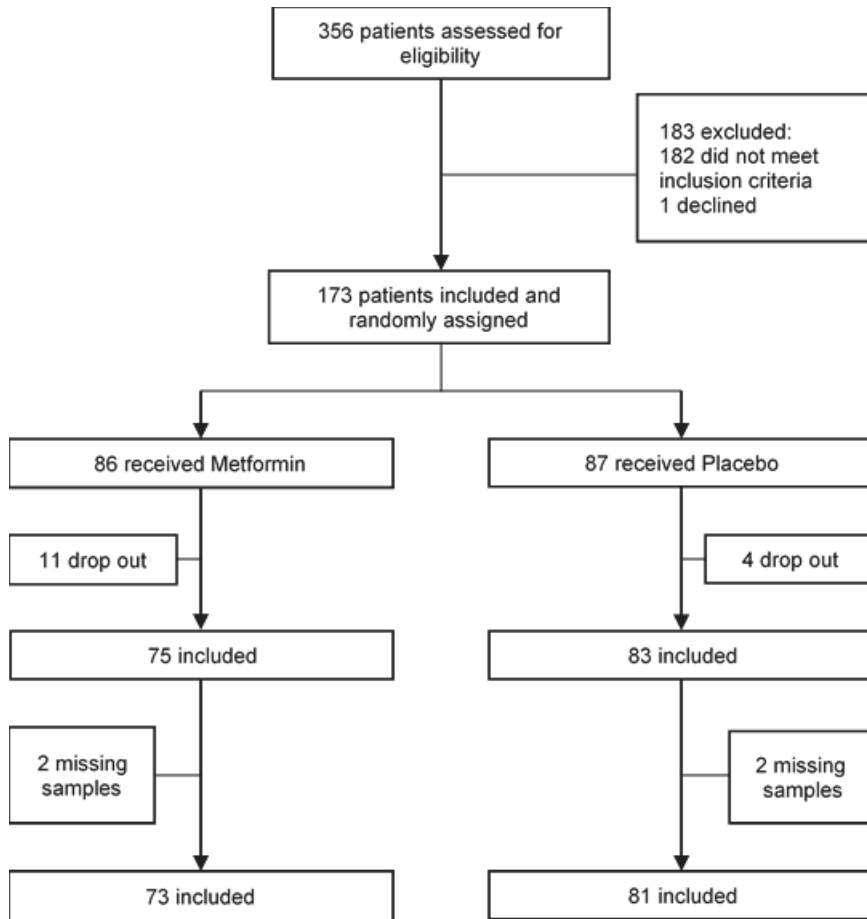 356 patients assessed for
eligibility
183 excluded:
182 did not meet
inclusion criteria
1 declined
173 patients included and
randomly assigned
86 received Metformin
87 received Placebo
11 drop out
4 drop out
75 included
83 included
2 missing
samples
2 missing
samples
73 included
81 included